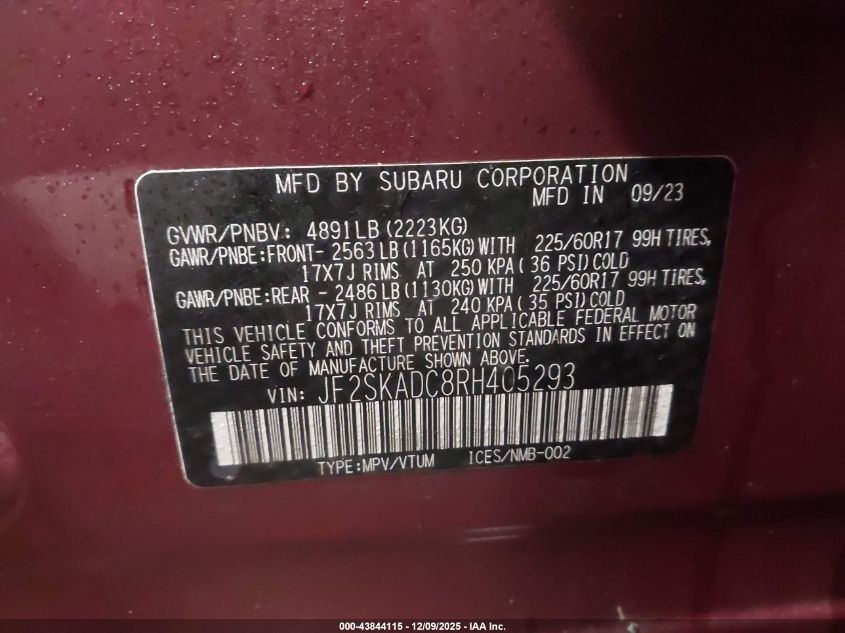 MFD BY SUBARU CORPORATION
MFD IN 09/23
GVWR/PNBV: 4891LB (2223KG)
GAWR/PNBE:FRONT- 2563LB (1165KG) WITH 225/60R17 99H TIRES,
17X7J RIMS AT 250 KPA( 36 PSI) COLD
GAWR/PNBE:REAR - 2486LB (1130KG) WITH 225/60R17 99H TIRES,
17X7J RIMS AT 240 KPA( 35 PSI) COLD
THIS VEHICLE CONFORMS TO ALL APPLICABLE FEDERAL MOTOR
VEHICLE SAFETY AND THEFT PREVENTION STANDARDS IN EFFECT ON
THE DATE OF MANUFACTURE SHOWN ABOVE.
VIN: JF2SKADC8RH405293
TYPE:MPV/VTUM ICES/NMB-002
000-43844115 - 12/09/2025 - IAA Inc.